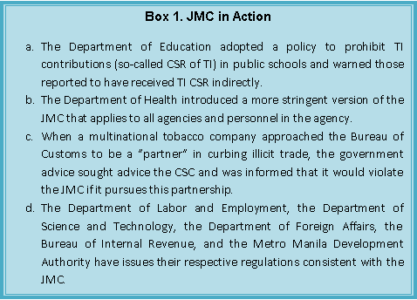 Box 1. JMC in Action
a. The Department of Education adopted a policy to prohibit TI
contributions (so-called CSR of TI) in public schools and warned those
reported to have received TI CSR indirectly.
b. The Department of Health introduced a more stringent version of the
JMC that applies to all agencies and personnel in the agency.
c. When a multinational tobacco company approached the Bureau of
Customs to be a "partner" in curbing illicit trade, the government
advice sought advice the CSC and was informed that it would violate
the JMC if it pursues this partnership.
d. The Department of Labor and Employment, the Department of
Science and Technology, the Department of Foreign Affairs, the
Bureau of Internal Revenue, and the Metro Manila Development
Authority have issues their respective regulations consistent with the
JMC.